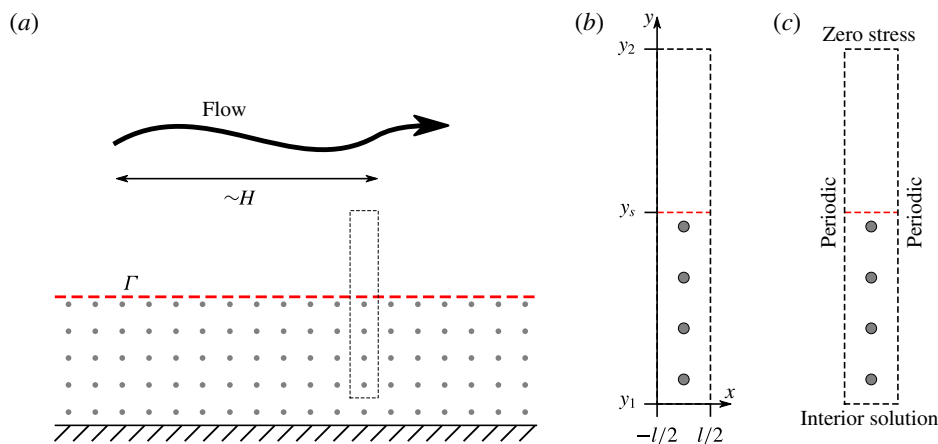 (a)
Flow
~H
Γ
(b)
y
y₂
yₛ
y₁
x
−l/2
l/2
(c)
Zero stress
Periodic
Periodic
Interior solution